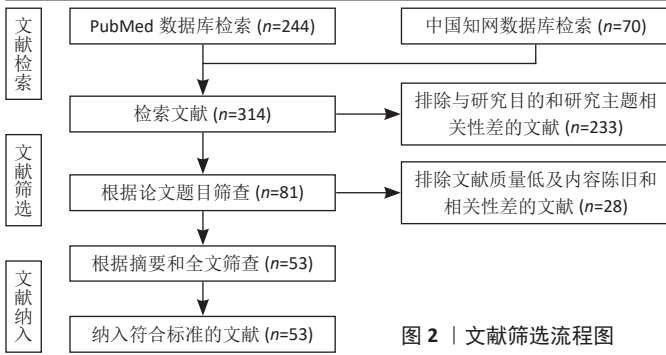 文献检索
PubMed 数据库检索 (n=244)
中国知网数据库检索 (n=70)
检索文献 (n=314)
排除与研究目的和研究主题相
关性差的文献 (n=233)
文献筛选
根据论文题目筛查 (n=81)
排除文献质量低及内容陈旧和
相关性差的文献 (n=28)
文献纳入
根据摘要和全文筛查 (n=53)
纳入符合标准的文献 (n=53)
图 2 | 文献筛选流程图